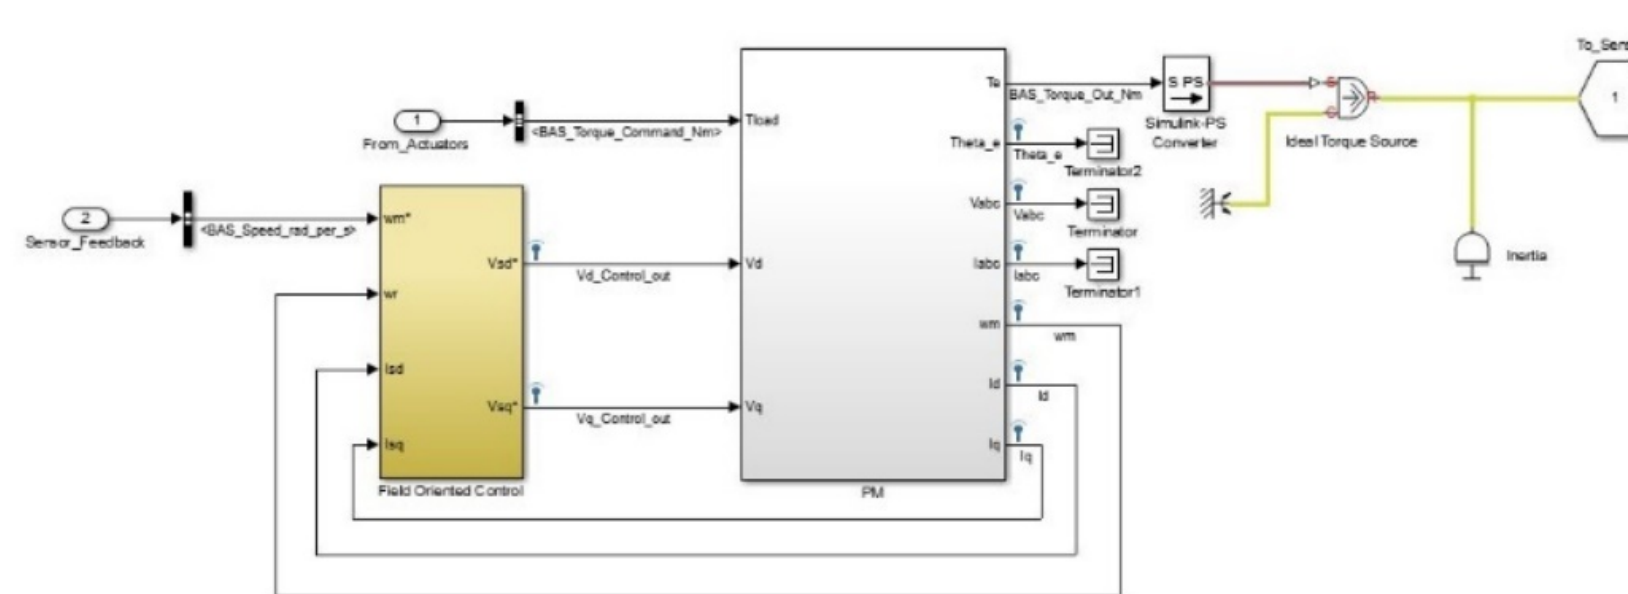 To_Sens
1
From_Actuators
<BAS_Torque_Command_Nm>
2
Sensor_Feedback
<BAS_Speed_rad_per_s>
wm*
wr
Isd
Isq
Vsd*
Vsq*
Field Oriented Control
Vd_Control_out
Vq_Control_out
Tload
Vd
Vq
Te
Theta_e
Vabc
Iabc
wm
Id
Iq
PM
BAS_Torque_Out_Nm
Theta_e
Terminator2
Vabc
Terminator
Iabc
Terminator1
wm
Id
Iq
S PS
Simulink-PS
Converter
S
C
R
Ideal Torque Source
Inertia
1